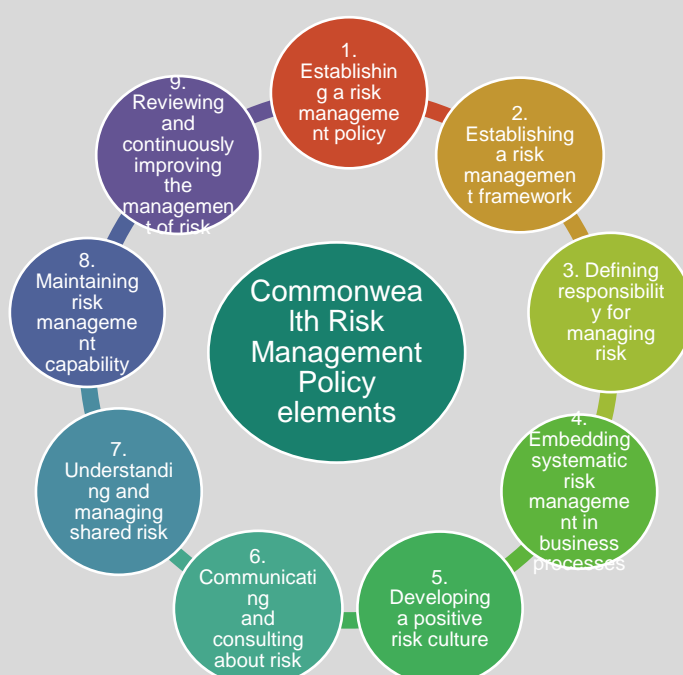 1.
Establishin
g a risk
manageme
nt policy
2.
Establishing
a risk
managemen
t framework
3. Defining
responsibilit
y for
managing
risk
4.
Embedding
systematic
risk
manageme
nt in
business
processes
5.
Developing
a positive
risk culture
6.
Communicati
ng
and
consulting
about risk
7.
Understandi
ng and
managing
shared risk
8.
Maintaining
risk
manageme
nt
capability
9.
Reviewing
and
continuously
improving
the
managemen
t of risk
Commonwea
lth Risk
Management
Policy
elements